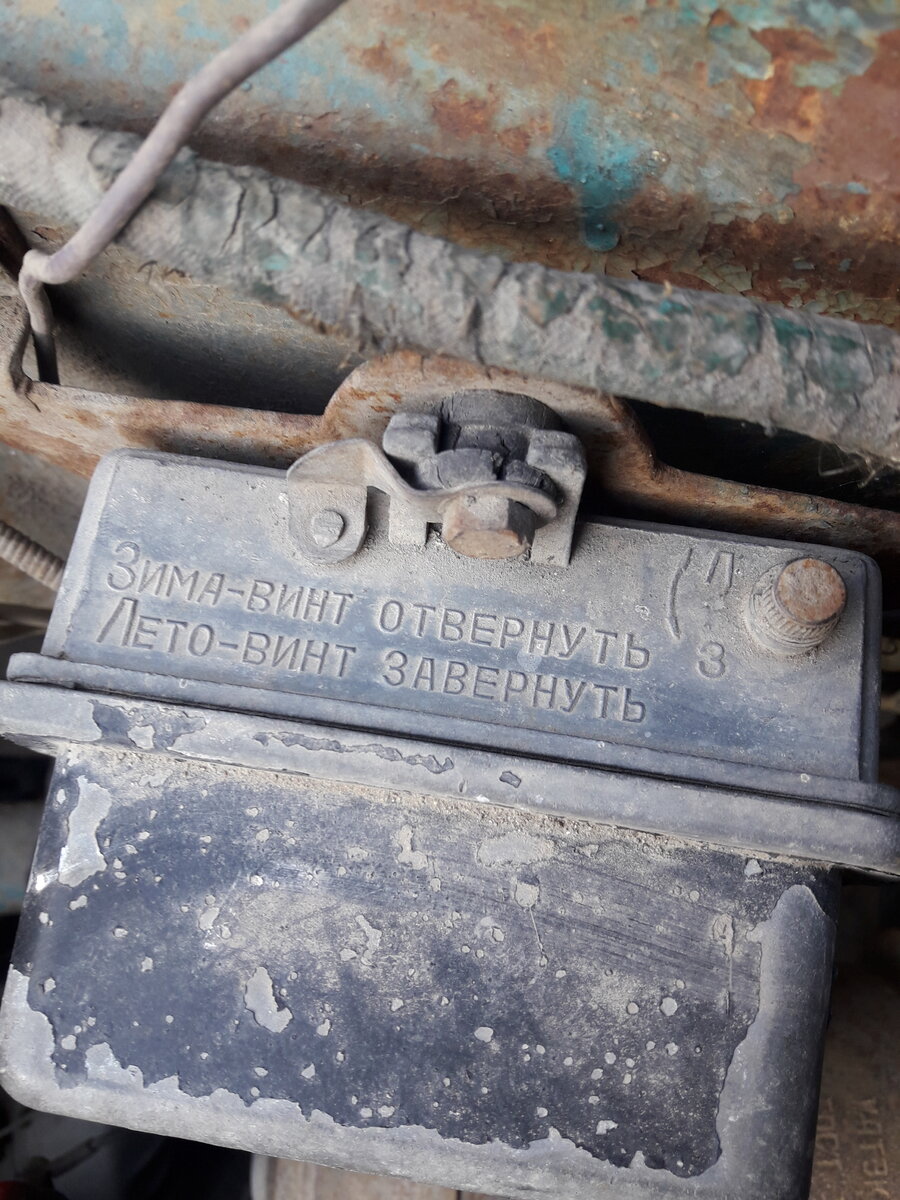 Зима-винт отвернуть
Лето-винт завернуть
Л
З